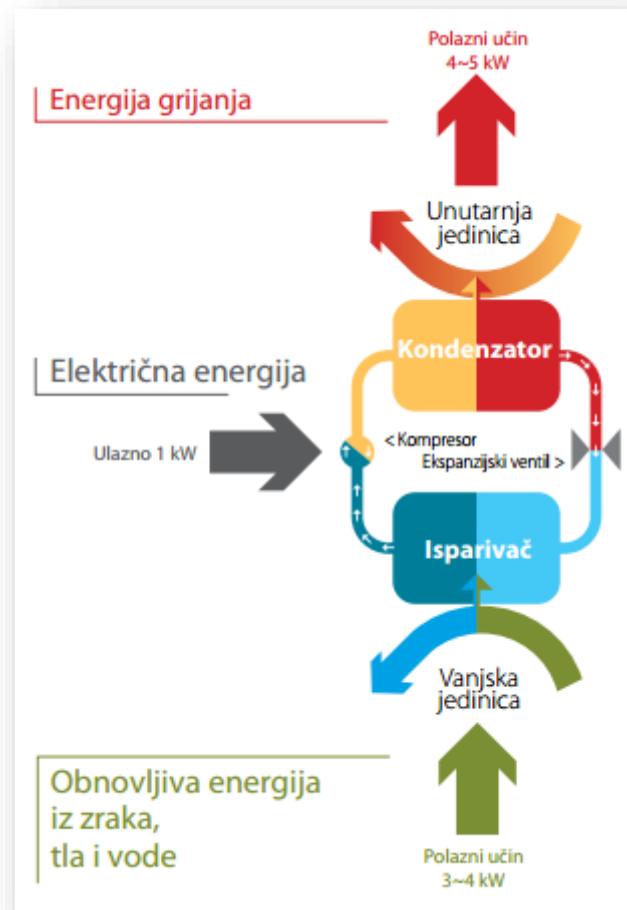 Polazni učin
4~5 kW
Energija grijanja
Unutarnja
jedinica
Kondenzator
Električna energija
Ulazno 1 kW
< Kompresor
Ekspanzijski ventil >
Isparivač
Vanjska
jedinica
Obnovljiva energija
iz zraka,
tla i vode
Polazni učin
3~4 kW